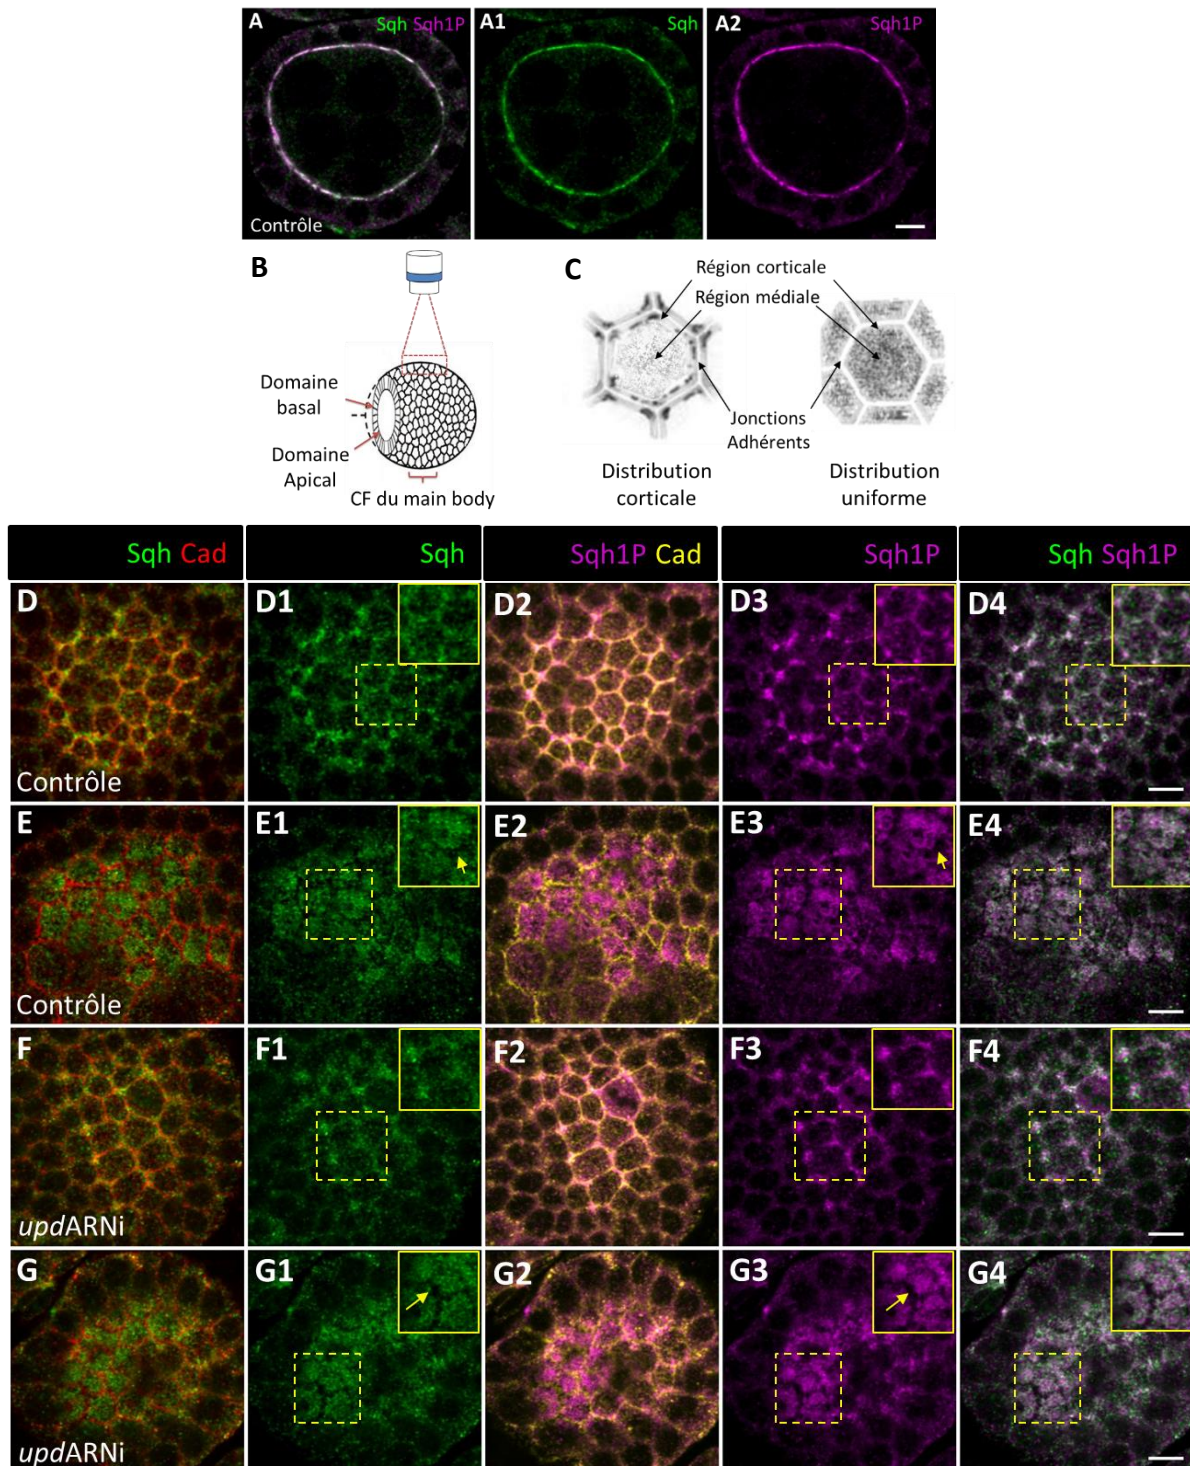 A
Sqh Sqh1P
A1
Sqh
A2
Sqh1P
Contrôle
B
Domaine
basal
Domaine
Apical
CF du main body
C
Région corticale
Région médiale
Jonctions
Adhérents
Distribution
corticale
Distribution
uniforme
Sqh Cad
Sqh
Sqh1P Cad
Sqh1P
Sqh Sqh1P
D
D1
D2
D3
D4
Contrôle
E
E1
E2
E3
E4
Contrôle
F
F1
F2
F3
F4
updARNi
G
G1
G2
G3
G4
updARNi